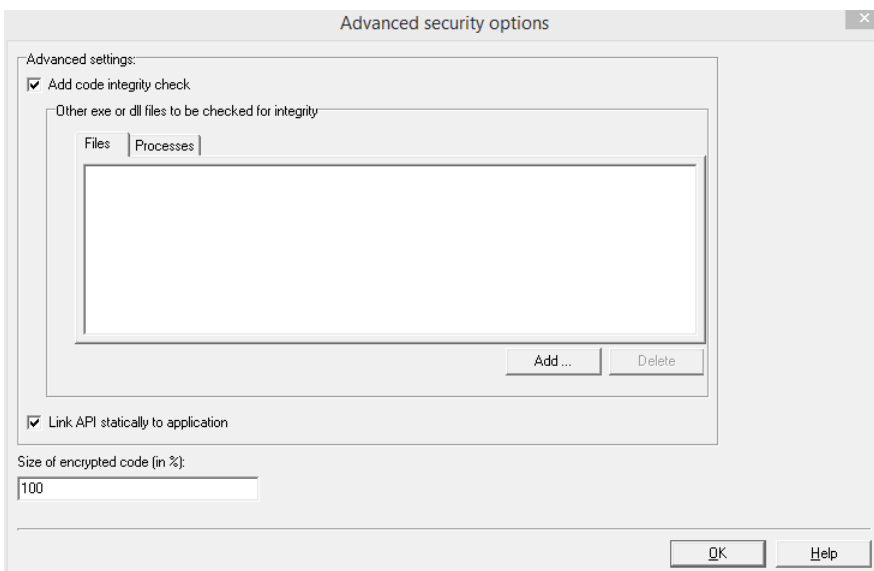 Advanced security options
Advanced settings:
Add code integrity check
Other exe or dll files to be checked for integrity
Files Processes
Add ... Delete
Link API statically to application
Size of encrypted code (in %):
100
OK Help